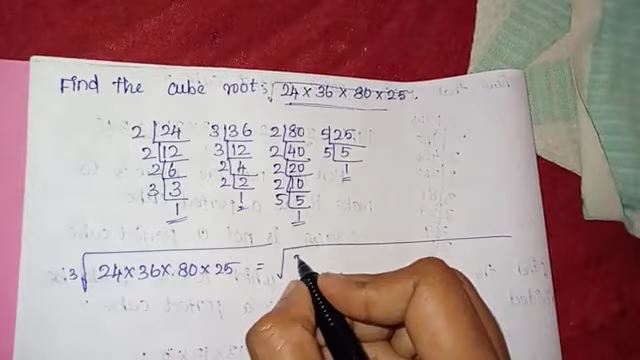 Find the cube root ∛24×36×80×25.
2 | 24 3 | 36 2 | 80 5 | 25
2 | 12 3 | 12 2 | 40 5 | 5
2 | 6 2 | 4 2 | 20 1
3 | 3 2 | 2 2 | 10
1 1 5 | 5
1
∛24×36×80×25 = √